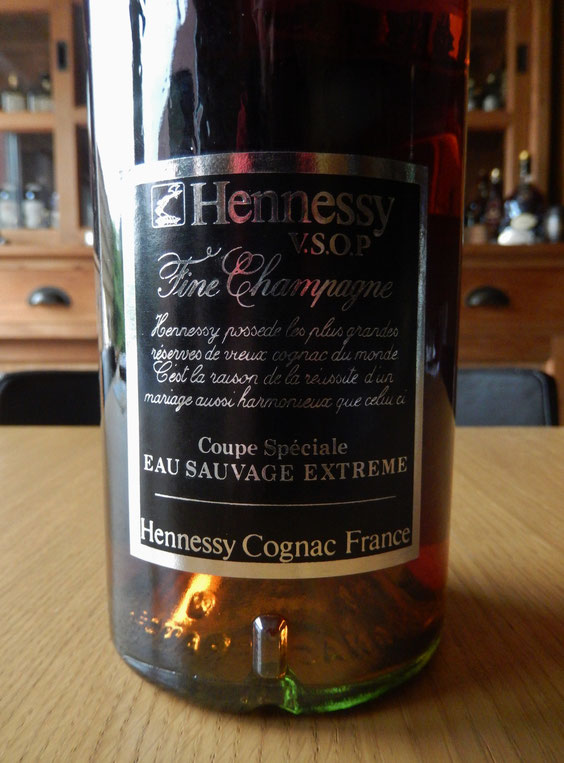 Hennessy
V.S.O.P
Fine Champagne
Hennessy possede les plus grandes
réserves de vieux cognac du monde
C'est la raison de la réussite d'un
mariage aussi harmonieux que celui ci
Coupe Spéciale
EAU SAUVAGE EXTREME
Hennessy Cognac France